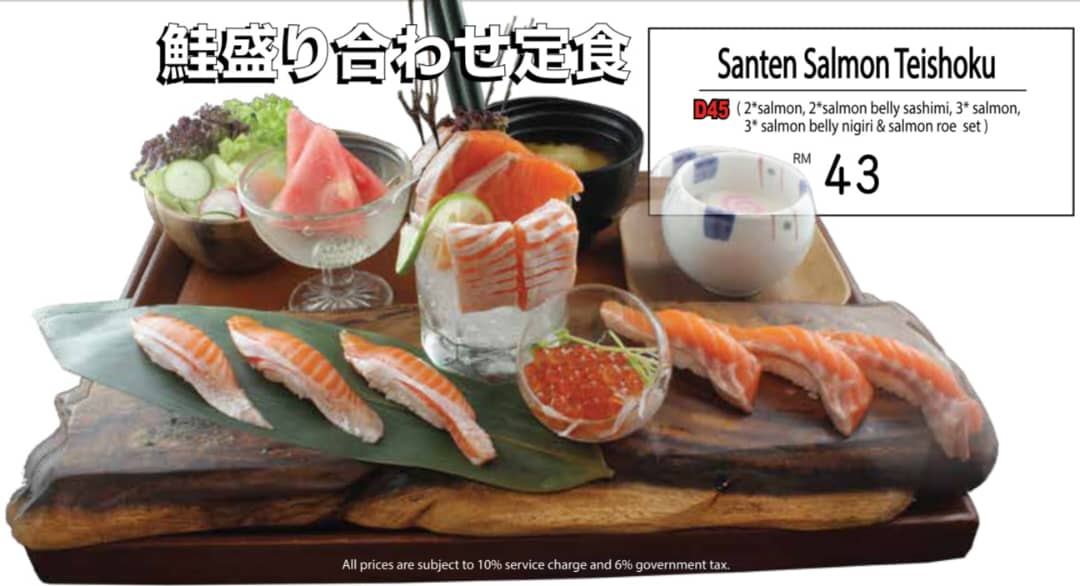 鮭盛り合わせ定食
Santen Salmon Teishoku
D45 ( 2*salmon, 2*salmon belly sashimi, 3* salmon,
3* salmon belly nigiri & salmon roe set )
RM 43
All prices are subject to 10% service charge and 6% government tax.